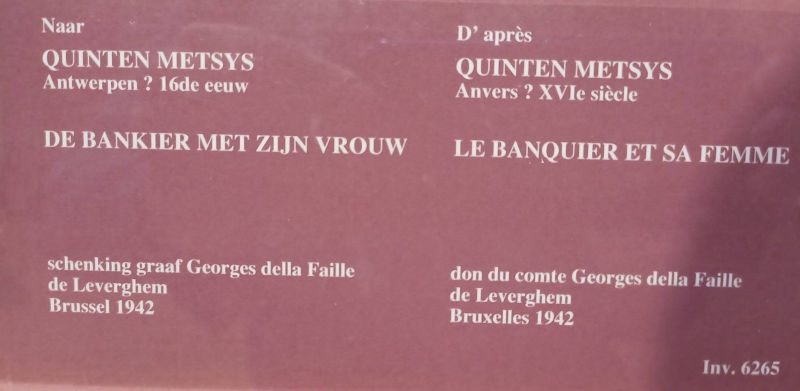 Naar
QUINTEN METSYS
Antwerpen ? 16de eeuw
DE BANKIER MET ZIJN VROUW
schenking graaf Georges della Faille
de Leverghem
Brussel 1942
D' après
QUINTEN METSYS
Anvers ? XVIe siècle
LE BANQUIER ET SA FEMME
don du comte Georges della Faille
de Leverghem
Bruxelles 1942
Inv. 6265